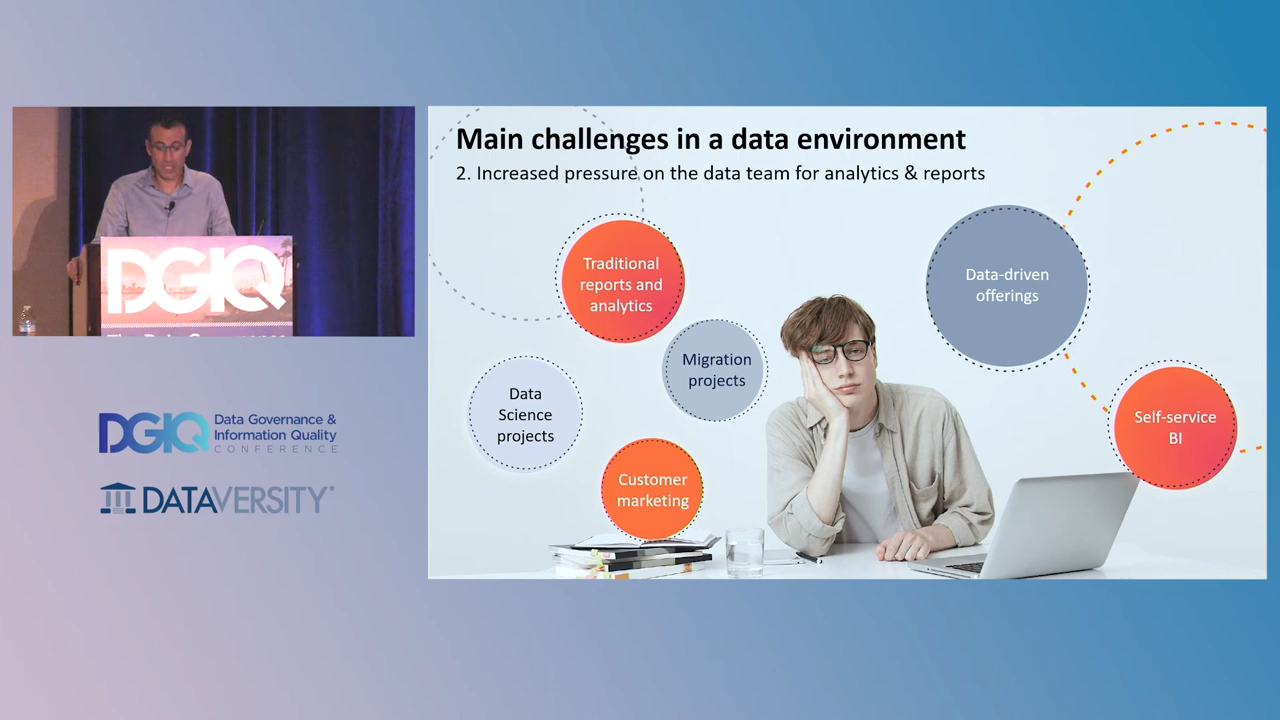 DGIQ
DGIQ
Data Governance &
Information Quality
CONFERENCE
DATAVERSITY
Main challenges in a data environment
2. Increased pressure on the data team for analytics & reports
Traditional
reports and
analytics
Migration
projects
Data
Science
projects
Customer
marketing
Data-driven
offerings
Self-service
BI